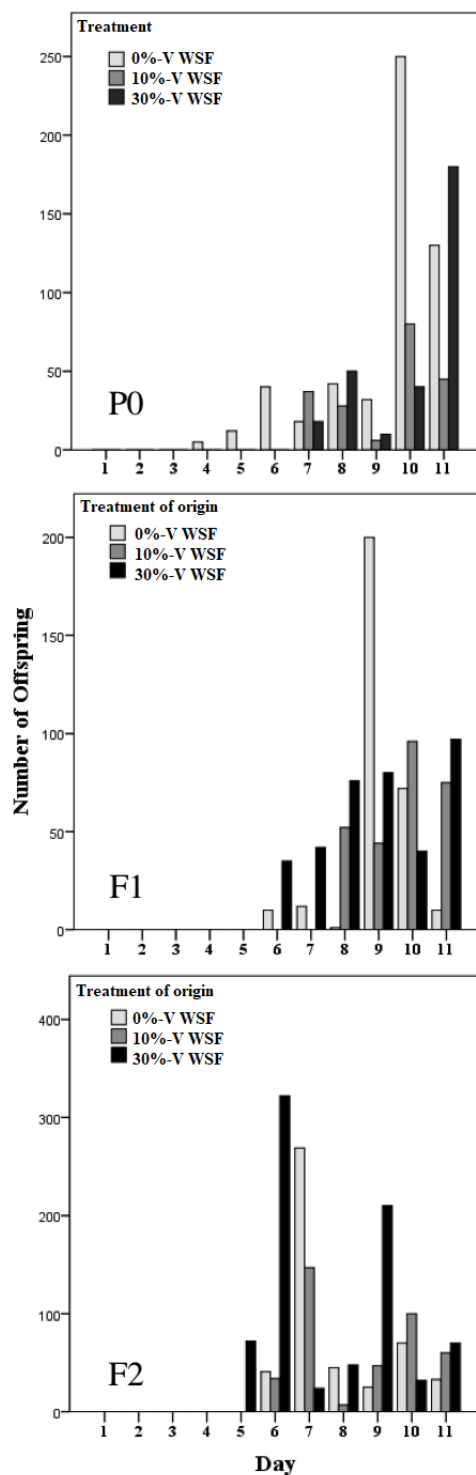 Treatment
0%-V WSF
10%-V WSF
30%-V WSF
250
200
150
100
50
0
P0
1 2 3 4 5 6 7 8 9 10 11
Treatment of origin
0%-V WSF
10%-V WSF
30%-V WSF
200
150
100
50
0
F1
1 2 3 4 5 6 7 8 9 10 11
Number of Offspring
Treatment of origin
0%-V WSF
10%-V WSF
30%-V WSF
400
300
200
100
0
F2
1 2 3 4 5 6 7 8 9 10 11
Day